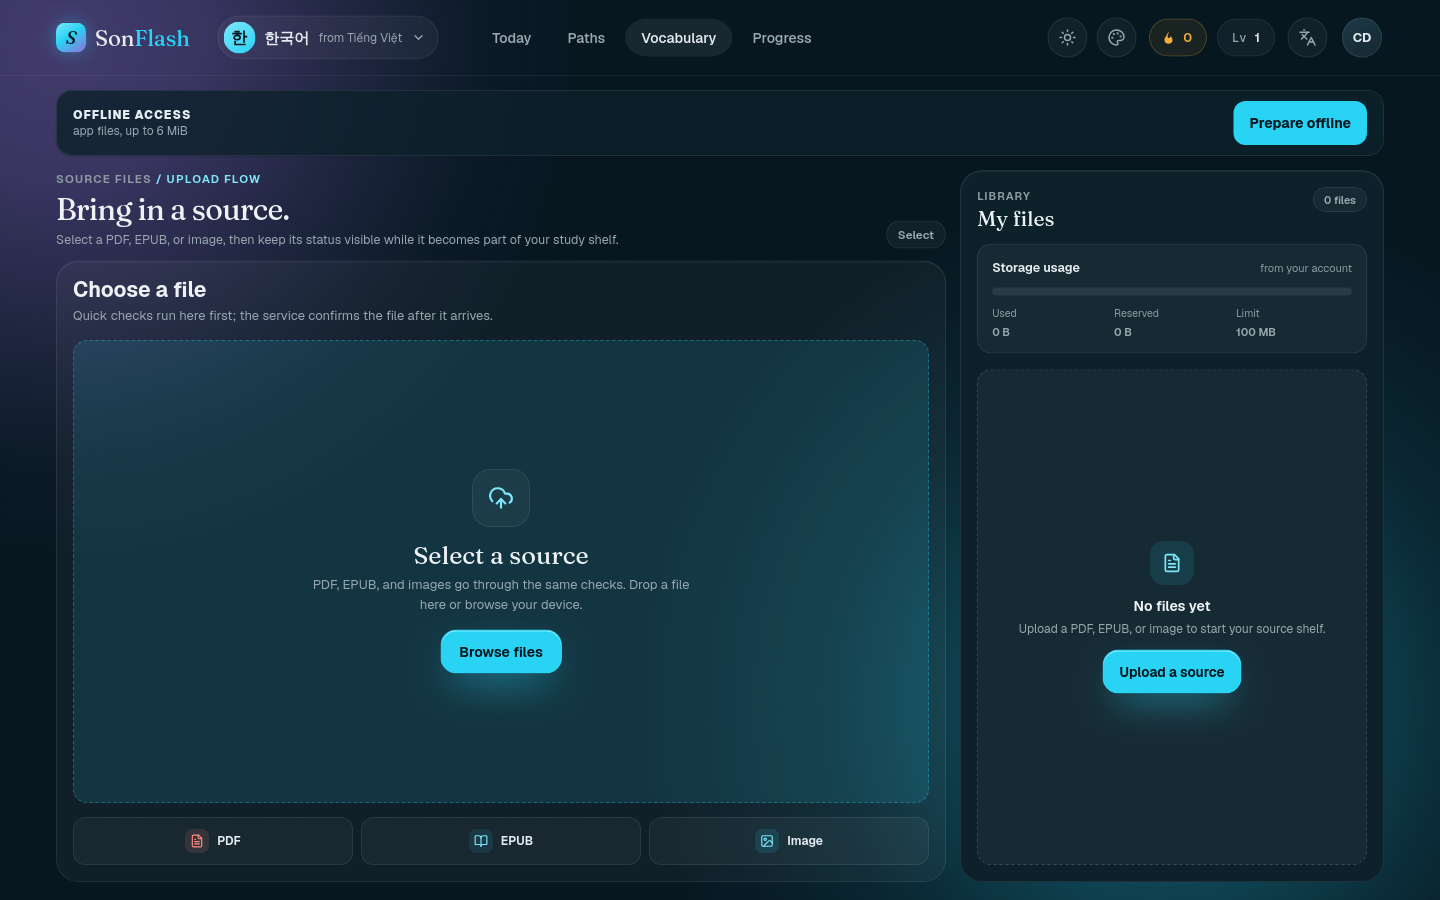 S SonFlash
한 한국어 from Tiếng Việt
Today Paths Vocabulary Progress
0
Lv 1
CD
OFFLINE ACCESS
app files, up to 6 MiB
Prepare offline
SOURCE FILES / UPLOAD FLOW
Bring in a source.
Select a PDF, EPUB, or image, then keep its status visible while it becomes part of your study shelf.
Select
Choose a file
Quick checks run here first; the service confirms the file after it arrives.
Select a source
PDF, EPUB, and images go through the same checks. Drop a file
here or browse your device.
Browse files
PDF
EPUB
Image
LIBRARY
My files
0 files
Storage usage
from your account
Used Reserved Limit
0 B 0 B 100 MB
No files yet
Upload a PDF, EPUB, or image to start your source shelf.
Upload a source